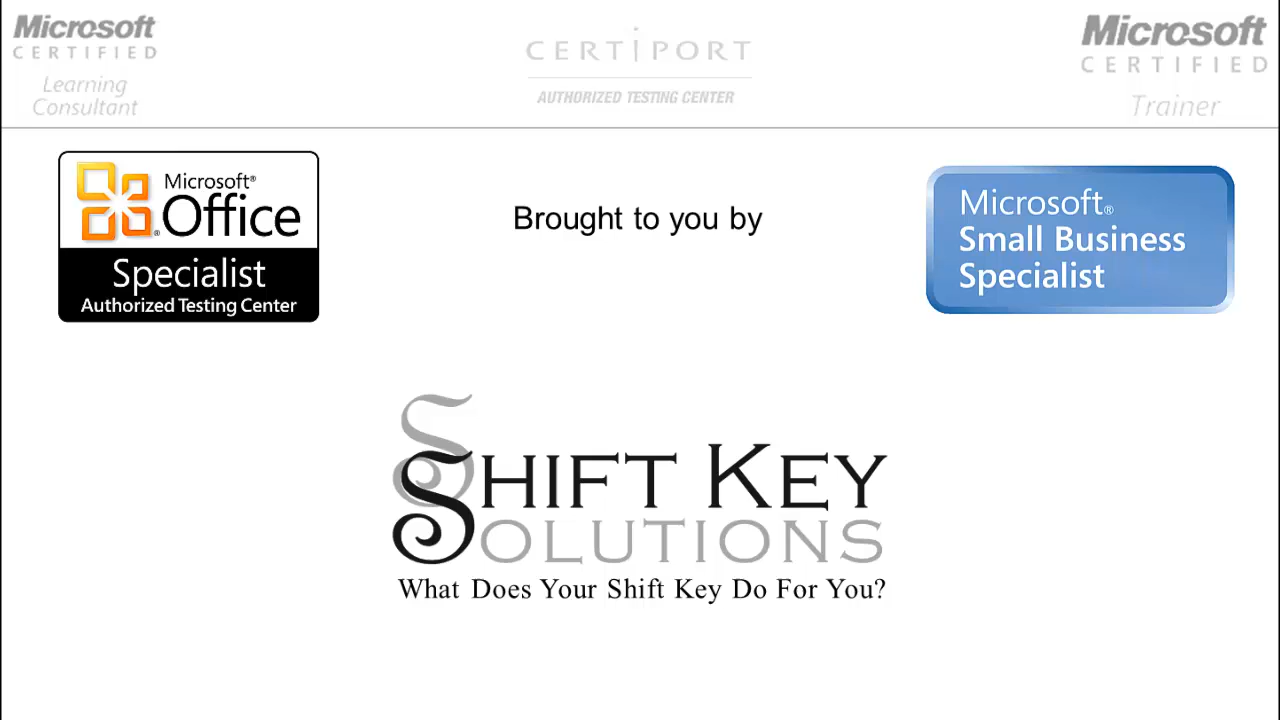 Microsoft
CERTIFIED
Learning
Consultant
CERTIPORT
AUTHORIZED TESTING CENTER
Microsoft
CERTIFIED
Trainer
Microsoft®
Office®
Specialist
Authorized Testing Center
Brought to you by
Microsoft®
Small Business
Specialist
SHIFT KEY
SOLUTIONS
What Does Your Shift Key Do For You?